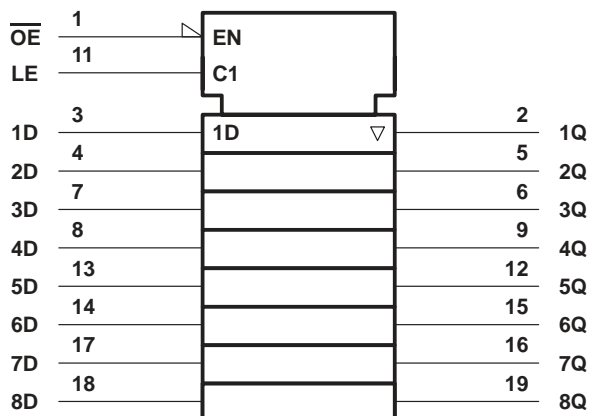 1
O̅E̅ EN
11
LE C1
3 2
1D 1D 1Q
4 5
2D 2Q
7 6
3D 3Q
8 9
4D 4Q
13 12
5D 5Q
14 15
6D 6Q
17 16
7D 7Q
18 19
8D 8Q